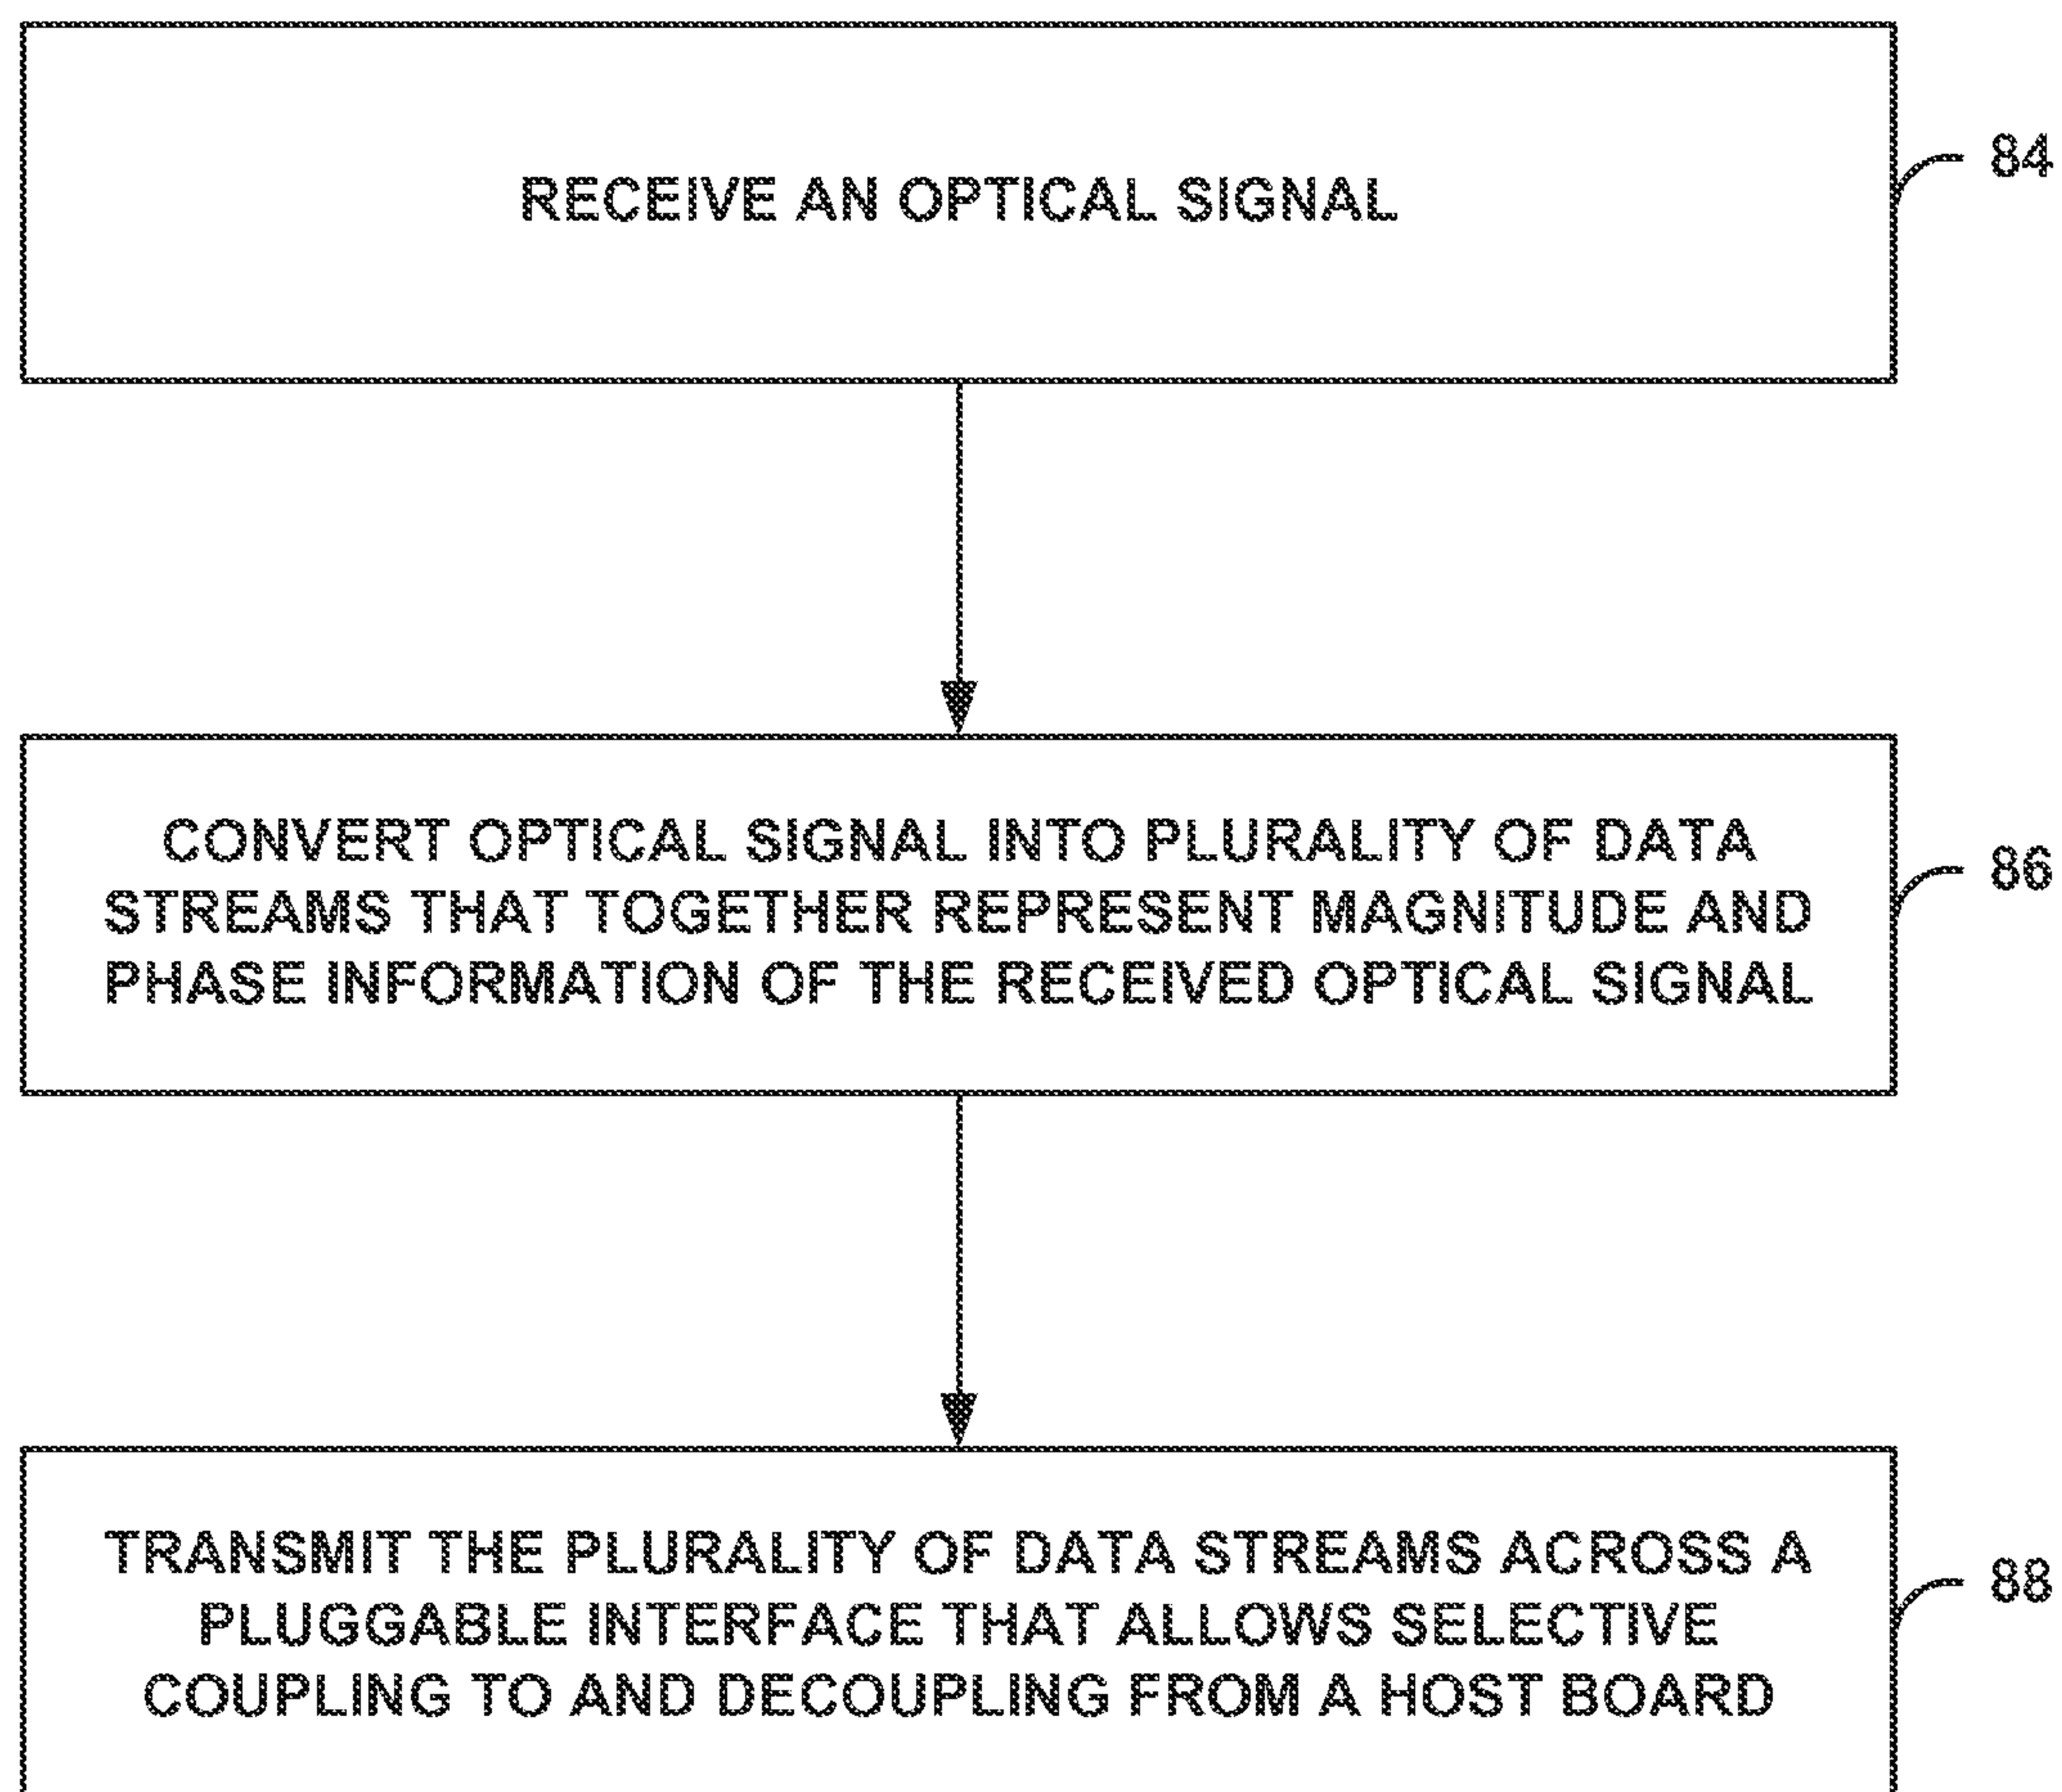 RECEIVE AN OPTICAL SIGNAL
84
CONVERT OPTICAL SIGNAL INTO PLURALITY OF DATA
STREAMS THAT TOGETHER REPRESENT MAGNITUDE AND
PHASE INFORMATION OF THE RECEIVED OPTICAL SIGNAL
86
TRANSMIT THE PLURALITY OF DATA STREAMS ACROSS A
PLUGGABLE INTERFACE THAT ALLOWS SELECTIVE
COUPLING TO AND DECOUPLING FROM A HOST BOARD
88